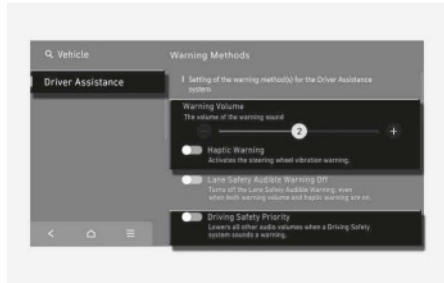 Vehicle
Warning Methods
Driver Assistance
Setting of the warning method(s) for the Driver Assistance
system
Warning Volume
The volume of the warning sound
2
Haptic Warning
Activates the steering wheel vibration warning.
Lane Safety Audible Warning Off
Turns off the Lane Safety Audible Warning, even
when both warning volume and haptic warning are on.
Driving Safety Priority
Lowers all other audio volumes when a Driving Safety
system sounds a warning.